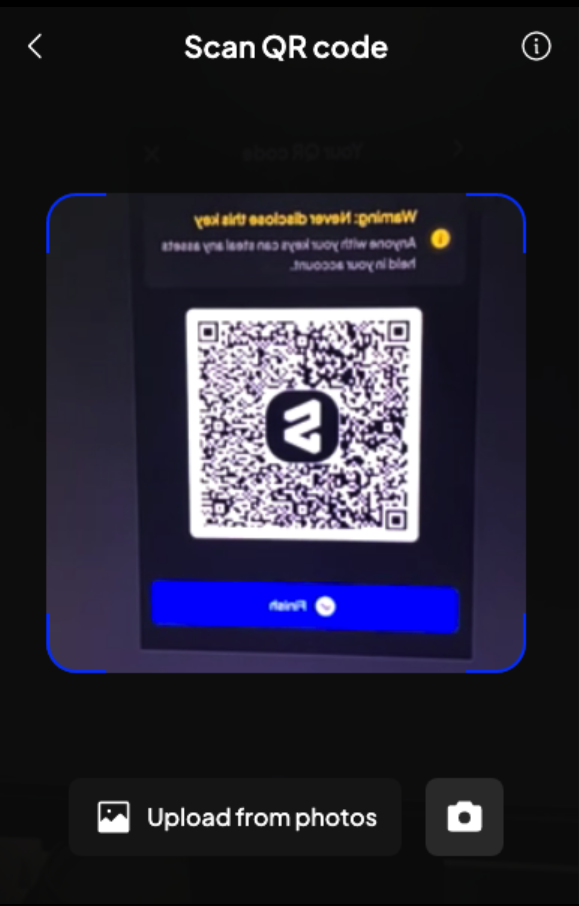 Scan QR code
Your QR code
Warning: Never disclose this key
Anyone with your keys can steal any assets
held in your account.
Finish
Upload from photos